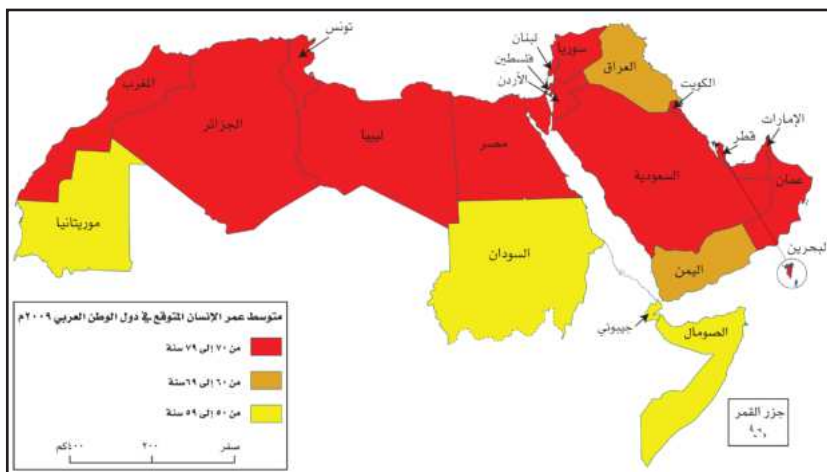 تونس
لبنان
سوريا
المغرب
فلسطين
العراق
الأردن
الكويت
الجزائر
ليبيا
مصر
قطر
الإمارات
السعودية
عمان
موريتانيا
السودان
البحرين
اليمن
جيبوتي
الصومال
جزر القمر
متوسط عمر الإنسان المتوقع في دول الوطن العربي ٢٠٠٩م
من ٧٠ إلى ٧٩ سنة
من ٦٠ إلى ٦٩ سنة
من ٥٠ إلى ٥٩ سنة
صفر ٢٠٠ ٤٠٠كم